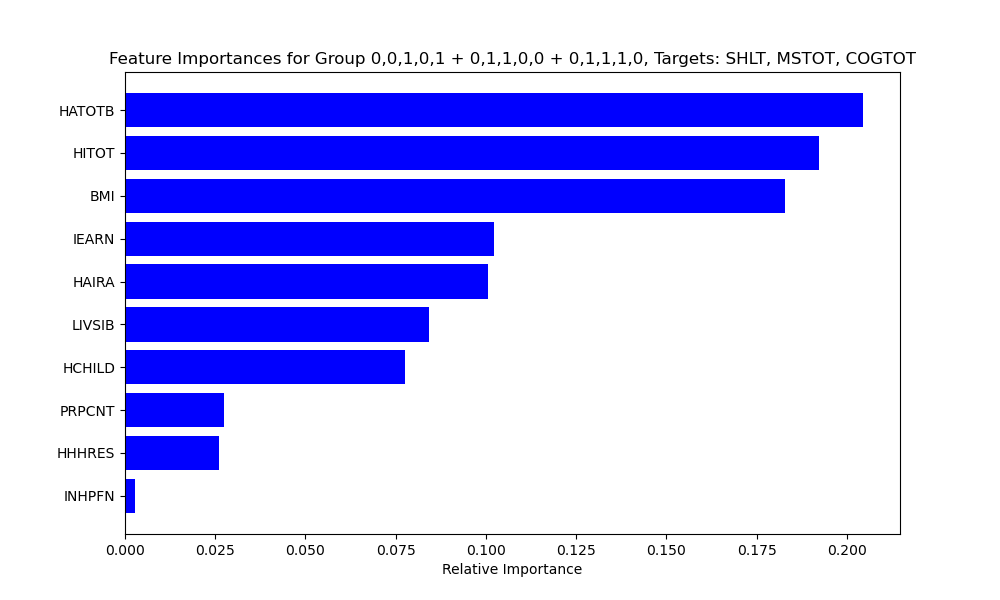 Feature Importances for Group 0,0,1,0,1 + 0,1,1,0,0 + 0,1,1,1,0, Targets: SHLT, MSTOT, COGTOT
HATOTB
HITOT
BMI
IEARN
HAIRA
LIVSIB
HCHILD
PRPCNT
HHHRES
INHPFN
0.000 0.025 0.050 0.075 0.100 0.125 0.150 0.175 0.200
Relative Importance